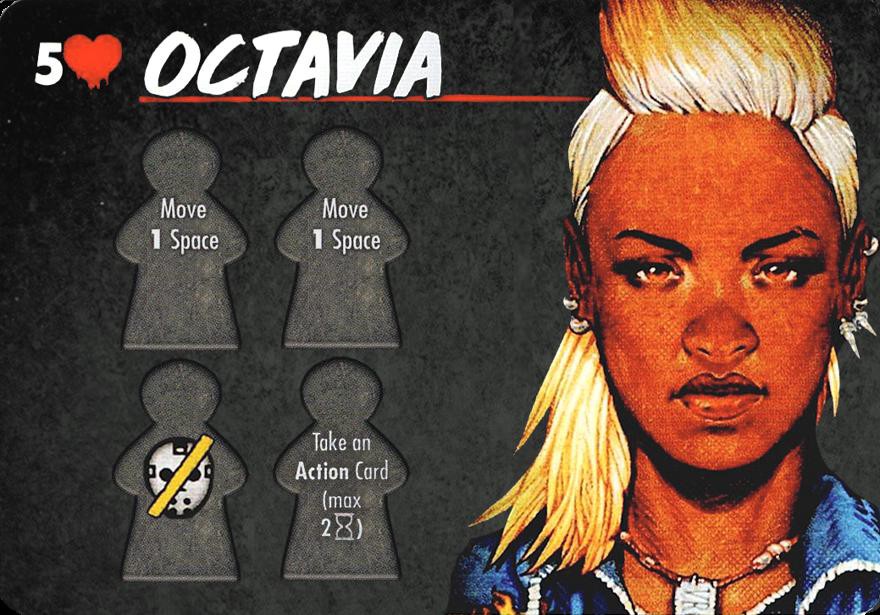 5
OCTAVIA
Move
1 Space
Move
1 Space
Take an
Action Card
(max
2 )